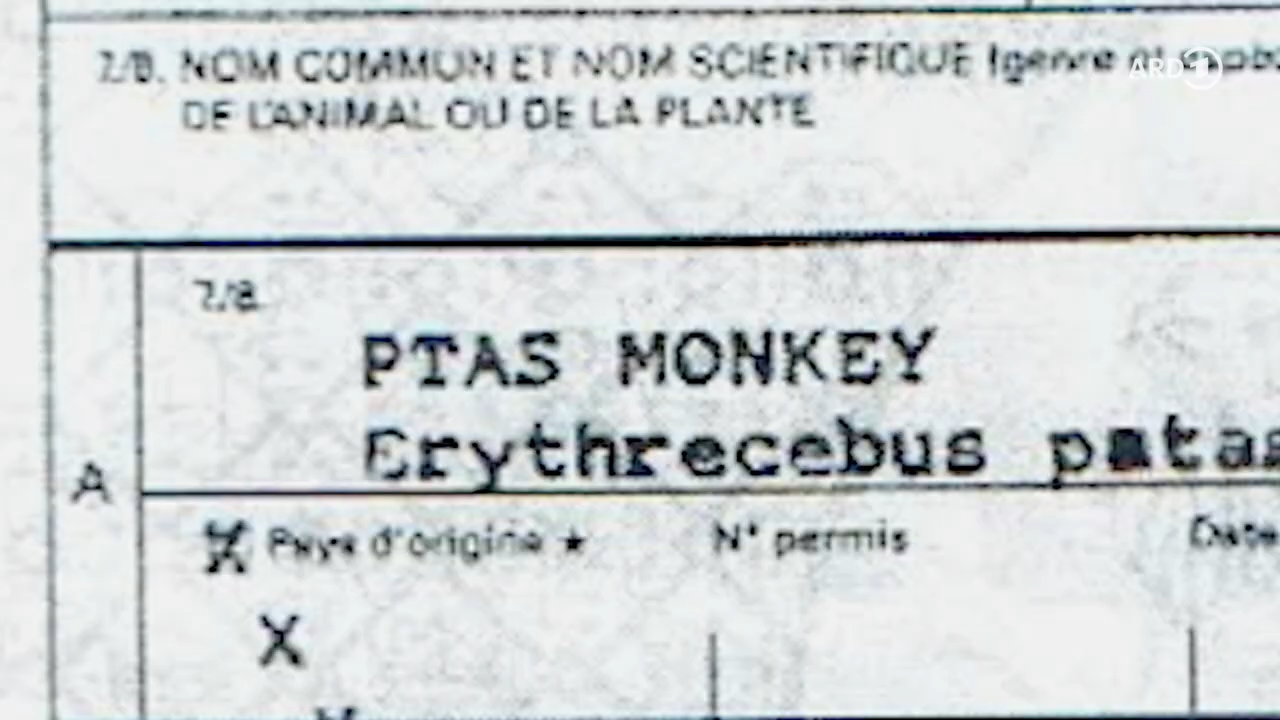 7./8. NOM COMMUN ET NOM SCIENTIFIQUE (genre et
ARD 1
DE L'ANIMAL OU DE LA PLANTE
7./8.
PTAS MONKEY
Erythrecebus patas
A
Pays d'origine ★ N° permis Date
X